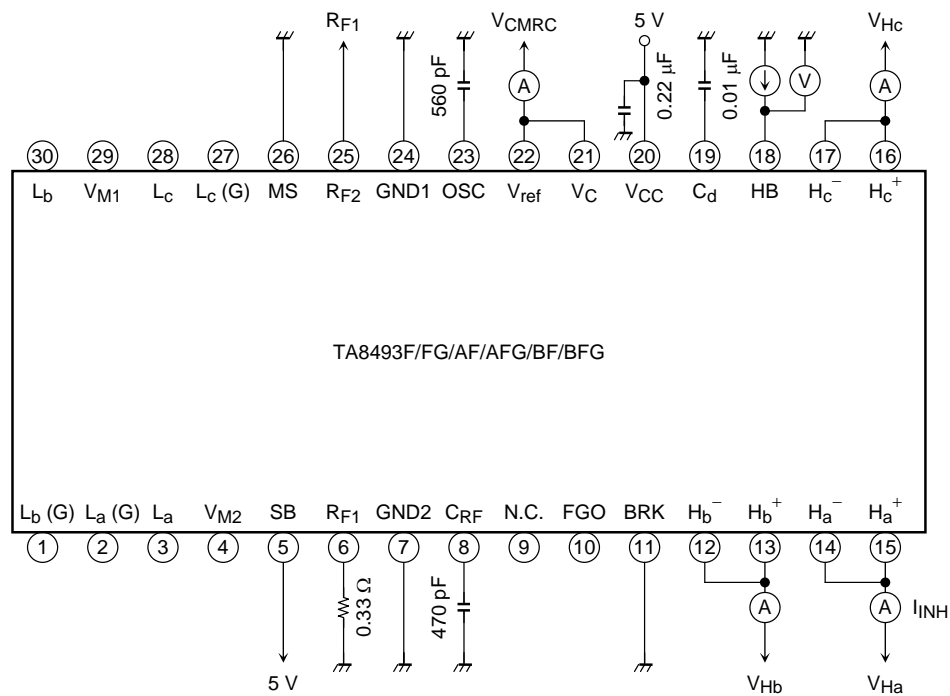 R_F1 V_CMRC 5 V V_Hc
560 pF 0.22 μF 0.01 μF
A V A
30 29 28 27 26 25 24 23 22 21 20 19 18 17 16
L_b V_M1 L_c L_c (G) MS R_F2 GND1 OSC V_ref V_C V_CC C_d HB H_c⁻ H_c⁺
TA8493F/FG/AF/AFG/BF/BFG
L_b (G) L_a (G) L_a V_M2 SB R_F1 GND2 C_RF N.C. FGO BRK H_b⁻ H_b⁺ H_a⁻ H_a⁺
1 2 3 4 5 6 7 8 9 10 11 12 13 14 15
0.33 Ω 470 pF A A I_INH
5 V V_Hb V_Ha